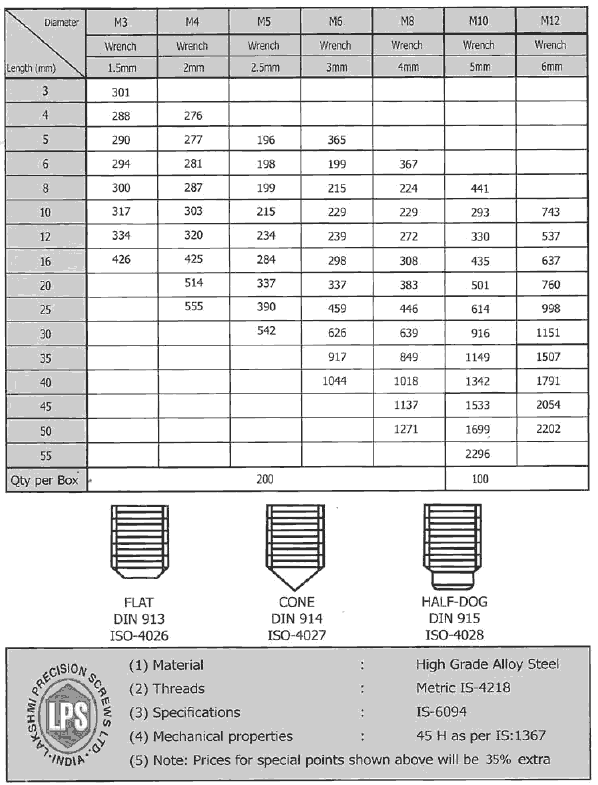 Diameter M3 M4 M5 M6 M8 M10 M12
Wrench Wrench Wrench Wrench Wrench Wrench Wrench
Length (mm) 1.5mm 2mm 2.5mm 3mm 4mm 5mm 6mm
3 301
4 288 276
5 290 277 196 365
6 294 281 198 199 367
8 300 287 199 215 224 441
10 317 303 215 229 229 293 743
12 334 320 234 239 272 330 537
16 426 425 284 298 308 435 637
20 514 337 337 383 501 760
25 555 390 459 446 614 998
30 542 626 639 916 1151
35 917 849 1149 1507
40 1044 1018 1342 1791
45 1137 1533 2054
50 1271 1699 2202
55 2296
Qty per Box 200 100
FLAT CONE HALF-DOG
DIN 913 DIN 914 DIN 915
ISO-4026 ISO-4027 ISO-4028
LAKSHMI PRECISION SCREWS LTD.
LPS
INDIA
(1) Material : High Grade Alloy Steel
(2) Threads : Metric IS-4218
(3) Specifications : IS-6094
(4) Mechanical properties : 45 H as per IS:1367
(5) Note: Prices for special points shown above will be 35% extra